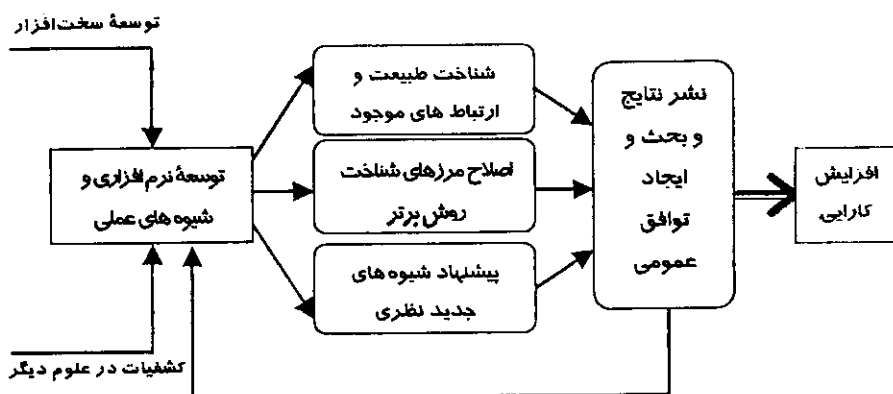 توسعهٔ سخت‌افزار
توسعهٔ نرم‌افزاری و
شیوه های عملی
کشفیات در علوم دیگر
شناخت طبیعت و
ارتباط های موجود
اصلاح مرزهای شناخت
روش برتر
پیشنهاد شیوه های
جدید نظری
نشر نتایج
و بحث و
ایجاد
توافق
عمومی
افزایش
کارایی